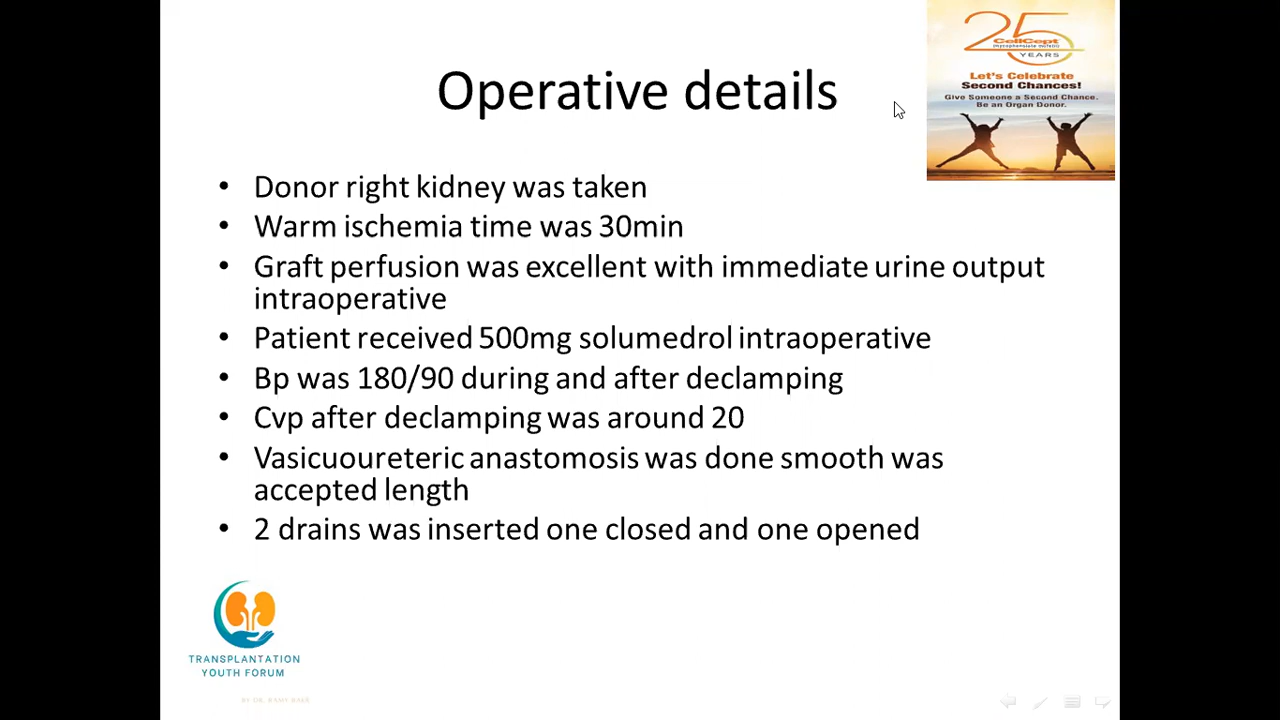 25
CellCept
(mycophenolate mofetil)
YEARS
Let's Celebrate
Second Chances!
Give Someone a Second Chance.
Be an Organ Donor.
Operative details
• Donor right kidney was taken
• Warm ischemia time was 30min
• Graft perfusion was excellent with immediate urine output
intraoperative
• Patient received 500mg solumedrol intraoperative
• Bp was 180/90 during and after declamping
• Cvp after declamping was around 20
• Vasicuoureteric anastomosis was done smooth was
accepted length
• 2 drains was inserted one closed and one opened
TRANSPLANTATION
YOUTH FORUM